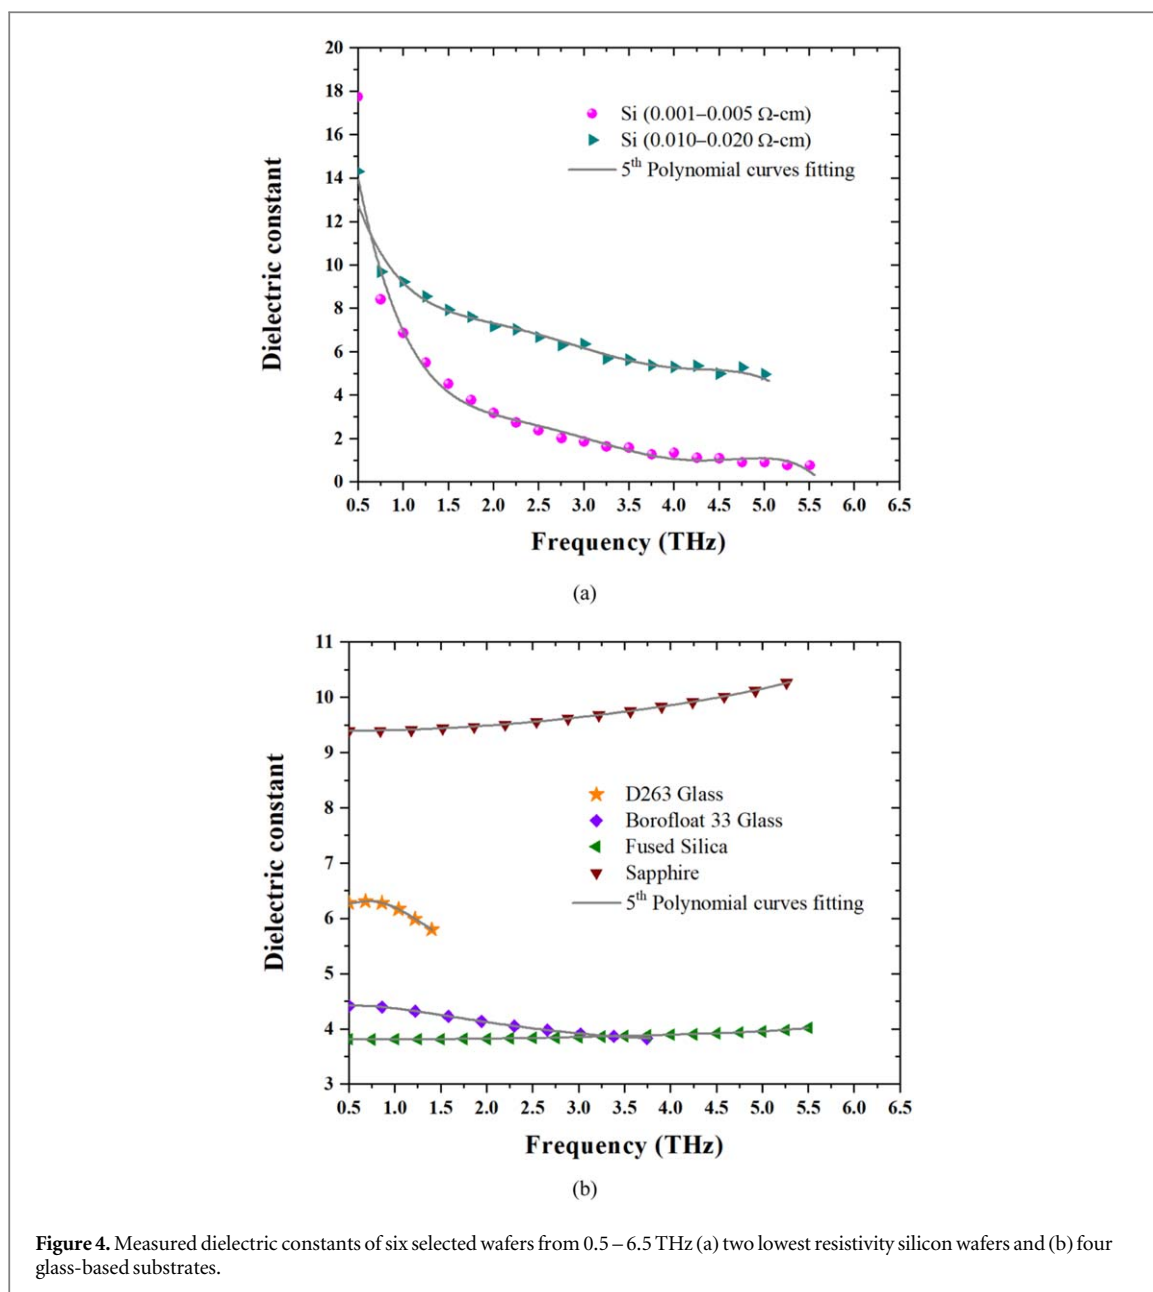 20
18
16
14
12
10
8
6
4
2
0
Dielectric constant
Si (0.001–0.005 Ω-cm)
Si (0.010–0.020 Ω-cm)
5th Polynomial curves fitting
0.5 1.0 1.5 2.0 2.5 3.0 3.5 4.0 4.5 5.0 5.5 6.0 6.5
Frequency (THz)
(a)
11
10
9
8
7
6
5
4
3
Dielectric constant
D263 Glass
Borofloat 33 Glass
Fused Silica
Sapphire
5th Polynomial curves fitting
0.5 1.0 1.5 2.0 2.5 3.0 3.5 4.0 4.5 5.0 5.5 6.0 6.5
Frequency (THz)
(b)
Figure 4. Measured dielectric constants of six selected wafers from 0.5 – 6.5 THz (a) two lowest resistivity silicon wafers and (b) four
glass-based substrates.